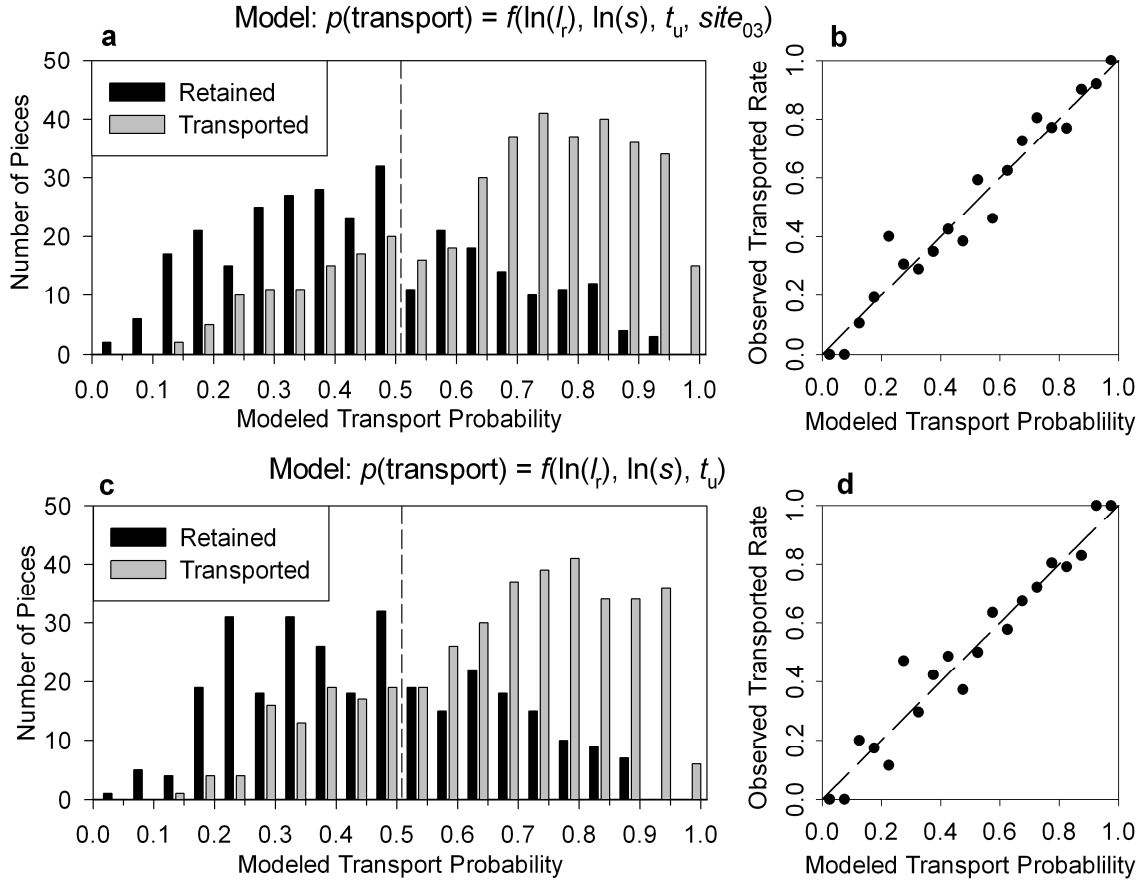 Model: p(transport) = f(ln(lr), ln(s), tu, site03)
a
50
40
30
20
10
0
Number of Pieces
Retained
Transported
0.0 0.1 0.2 0.3 0.4 0.5 0.6 0.7 0.8 0.9 1.0
Modeled Transport Probability
b
1.0
0.8
0.6
0.4
0.2
0.0
Observed Transported Rate
0.0 0.2 0.4 0.6 0.8 1.0
Modeled Transport Probablility
Model: p(transport) = f(ln(lr), ln(s), tu)
c
50
40
30
20
10
0
Number of Pieces
Retained
Transported
0.0 0.1 0.2 0.3 0.4 0.5 0.6 0.7 0.8 0.9 1.0
Modeled Transport Probability
d
1.0
0.8
0.6
0.4
0.2
0.0
Observed Transported Rate
0.0 0.2 0.4 0.6 0.8 1.0
Modeled Transport Probablility